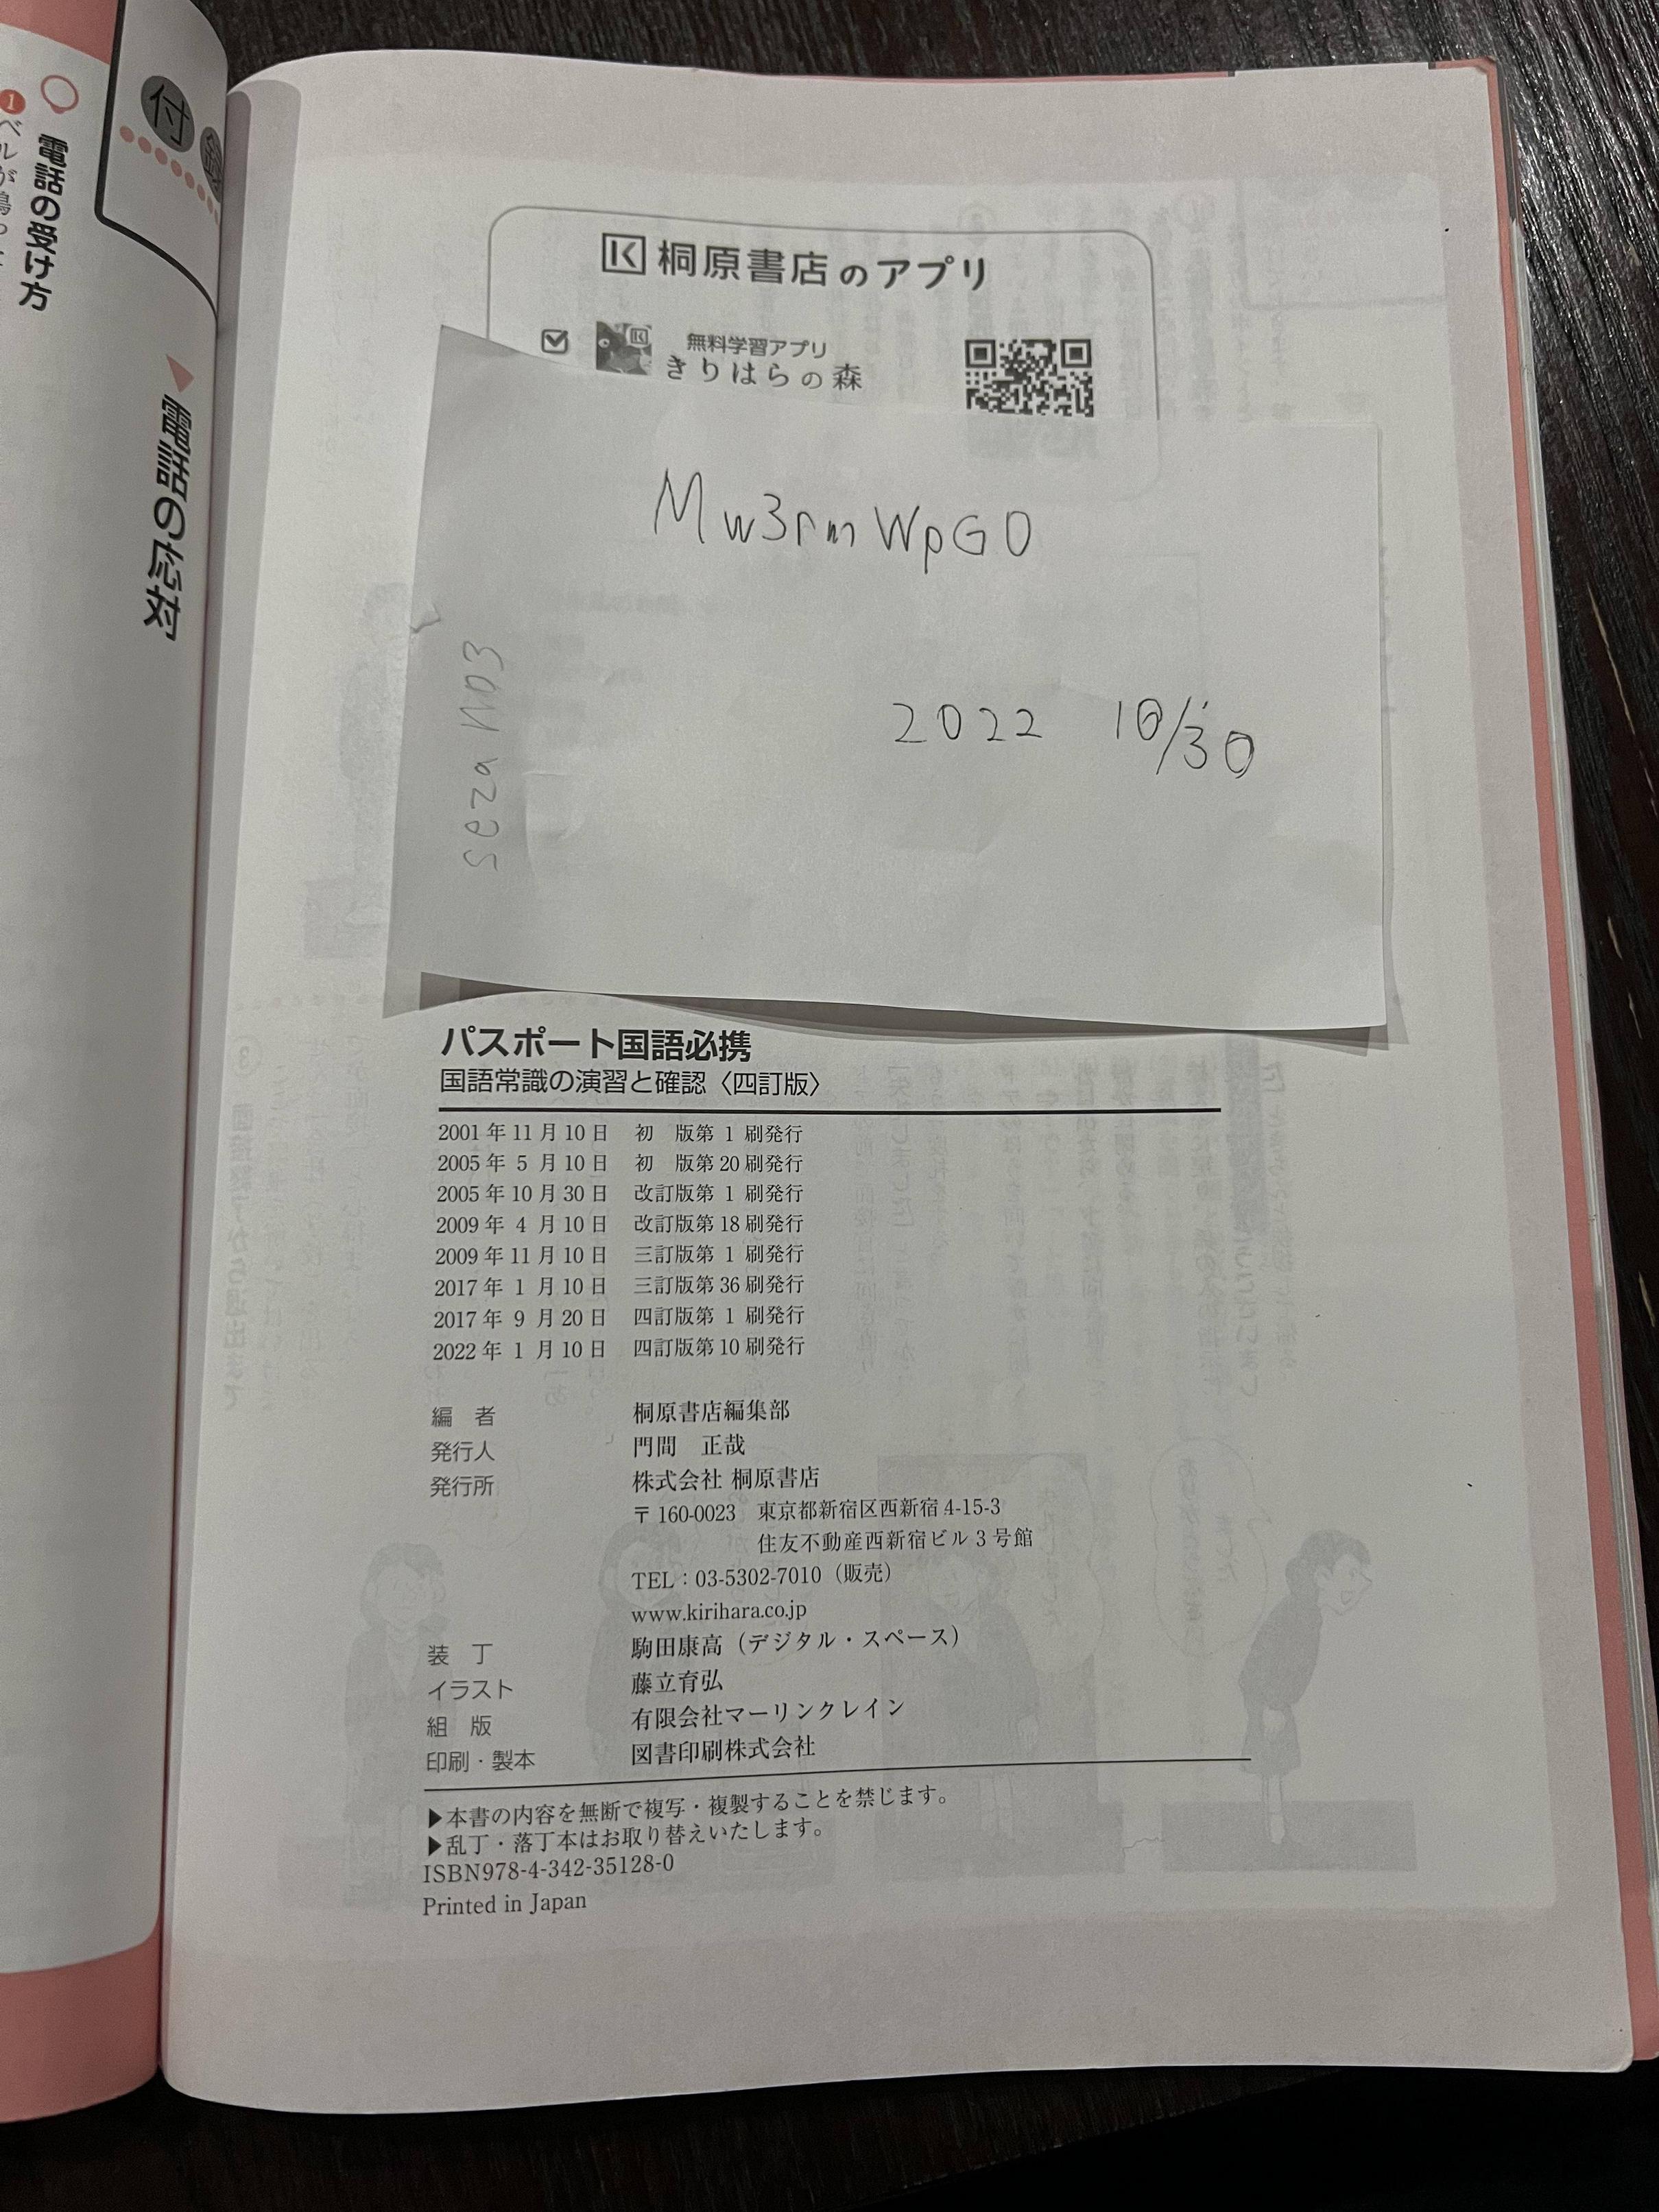 付録
電話の受け方
電話の応対
桐原書店のアプリ
無料学習アプリ
きりはらの森
Mw3rmWpG0
2022 10/30
seza no3
パスポート国語必携
国語常識の演習と確認〈四訂版〉
2001年11月10日 初 版第 1 刷発行
2005年 5 月10日 初 版第20刷発行
2005年10月30日 改訂版第 1 刷発行
2009年 4 月10日 改訂版第18刷発行
2009年11月10日 三訂版第 1 刷発行
2017年 1 月10日 三訂版第36刷発行
2017年 9 月20日 四訂版第 1 刷発行
2022年 1 月10日 四訂版第10刷発行
編 者 桐原書店編集部
発行人 門間 正哉
発行所 株式会社 桐原書店
〒160-0023 東京都新宿区西新宿4-15-3
住友不動産西新宿ビル3号館
TEL：03-5302-7010（販売）
www.kirihara.co.jp
装 丁 駒田康高（デジタル・スペース）
イラスト 藤立育弘
組 版 有限会社マーリンクレイン
印刷・製本 図書印刷株式会社
▶本書の内容を無断で複写・複製することを禁じます。
▶乱丁・落丁本はお取り替えいたします。
ISBN978-4-342-35128-0
Printed in Japan